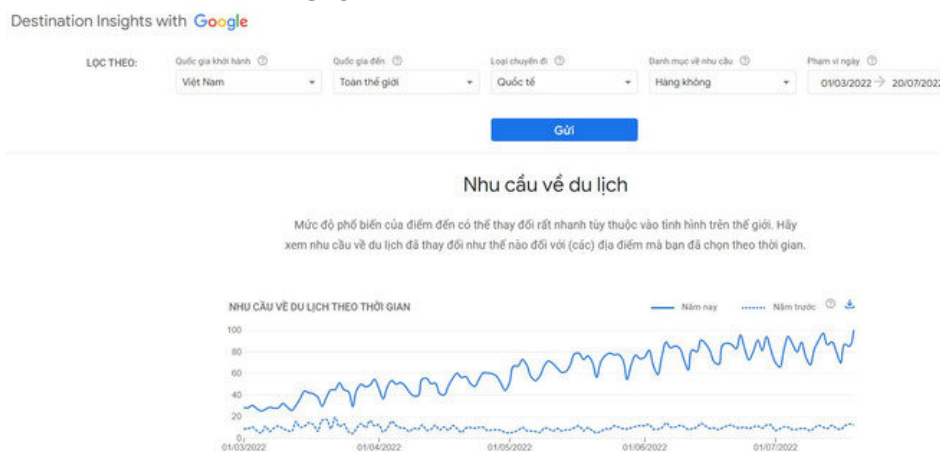 Destination Insights with Google
LỌC THEO:
Quốc gia khởi hành
Quốc gia đến
Loại chuyến đi
Danh mục về nhu cầu
Phạm vi ngày
Việt Nam
Toàn thế giới
Quốc tế
Hàng không
01/03/2022 → 20/07/2022
Gửi
Nhu cầu về du lịch
Mức độ phổ biến của điểm đến có thể thay đổi rất nhanh tùy thuộc vào tình hình trên thế giới. Hãy
xem nhu cầu về du lịch đã thay đổi như thế nào đối với (các) địa điểm mà bạn đã chọn theo thời gian.
NHU CẦU VỀ DU LỊCH THEO THỜI GIAN
Năm nay
Năm trước
100
80
60
40
20
0
01/03/2022
01/04/2022
01/05/2022
01/06/2022
01/07/2022